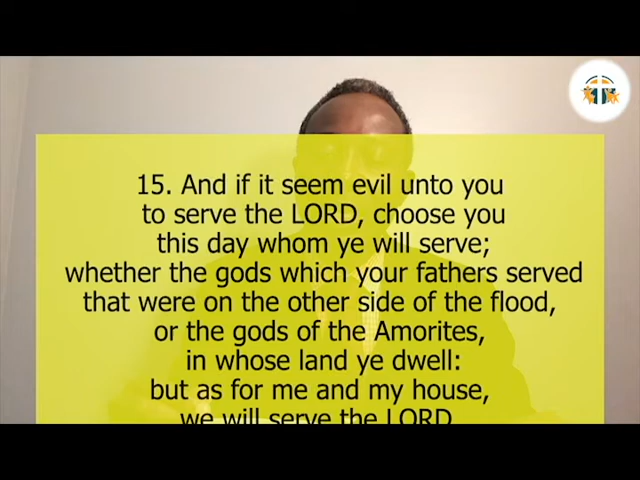 15. And if it seem evil unto you
to serve the LORD, choose you
this day whom ye will serve;
whether the gods which your fathers served
that were on the other side of the flood,
or the gods of the Amorites,
in whose land ye dwell:
but as for me and my house,
we will serve the LORD